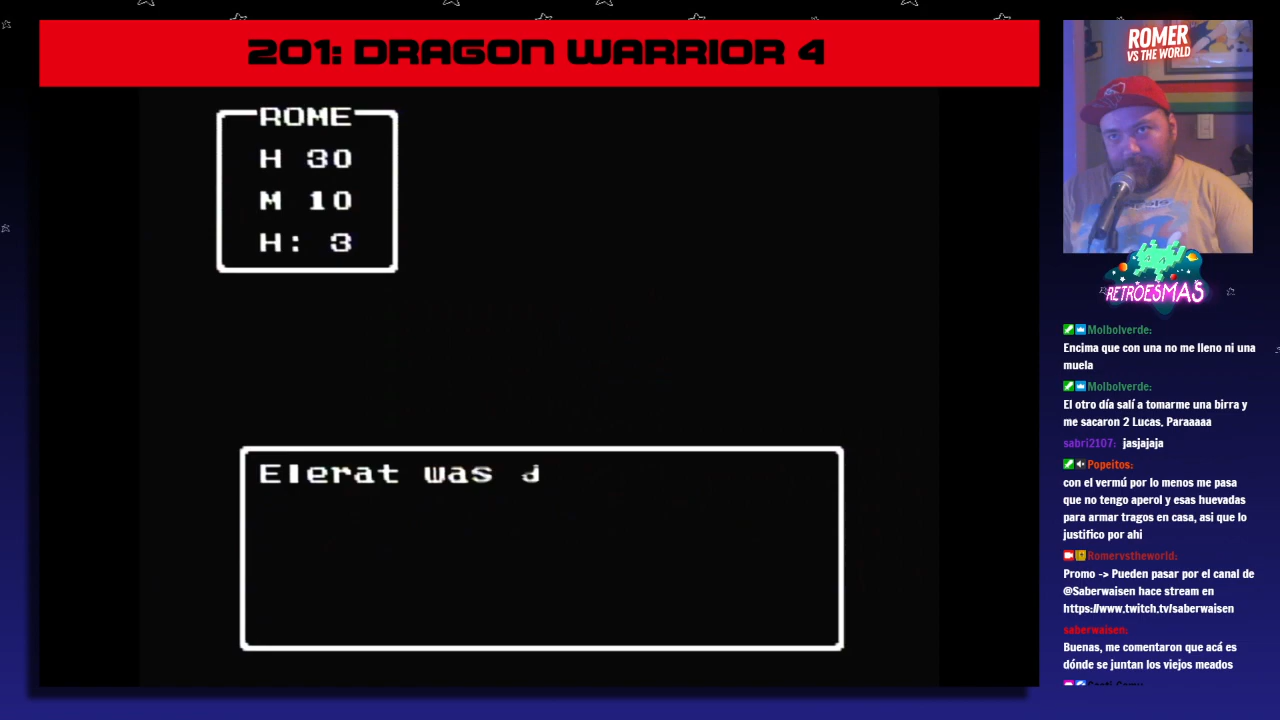 201: DRAGON WARRIOR 4
ROMER
VS THE WORLD
ROME
H 30
M 10
H: 3
Elerat was d
RETROESMAS
Molbolverde:
Encima que con una no me lleno ni una
muela
Molbolverde:
El otro día salí a tomarme una birra y
me sacaron 2 Lucas, Paraaaaa
sabri2107: jasjajaja
Popeitos:
con el vermú por lo menos me pasa
que no tengo aperol y esas huevadas
para armar tragos en casa, asi que lo
justifico por ahi
Romervstheworld:
Promo -> Pueden pasar por el canal de
@Saberwaisen hace stream en
https://www.twitch.tv/saberwaisen
saberwaisen:
Buenas, me comentaron que acá es
dónde se juntan los viejos meados